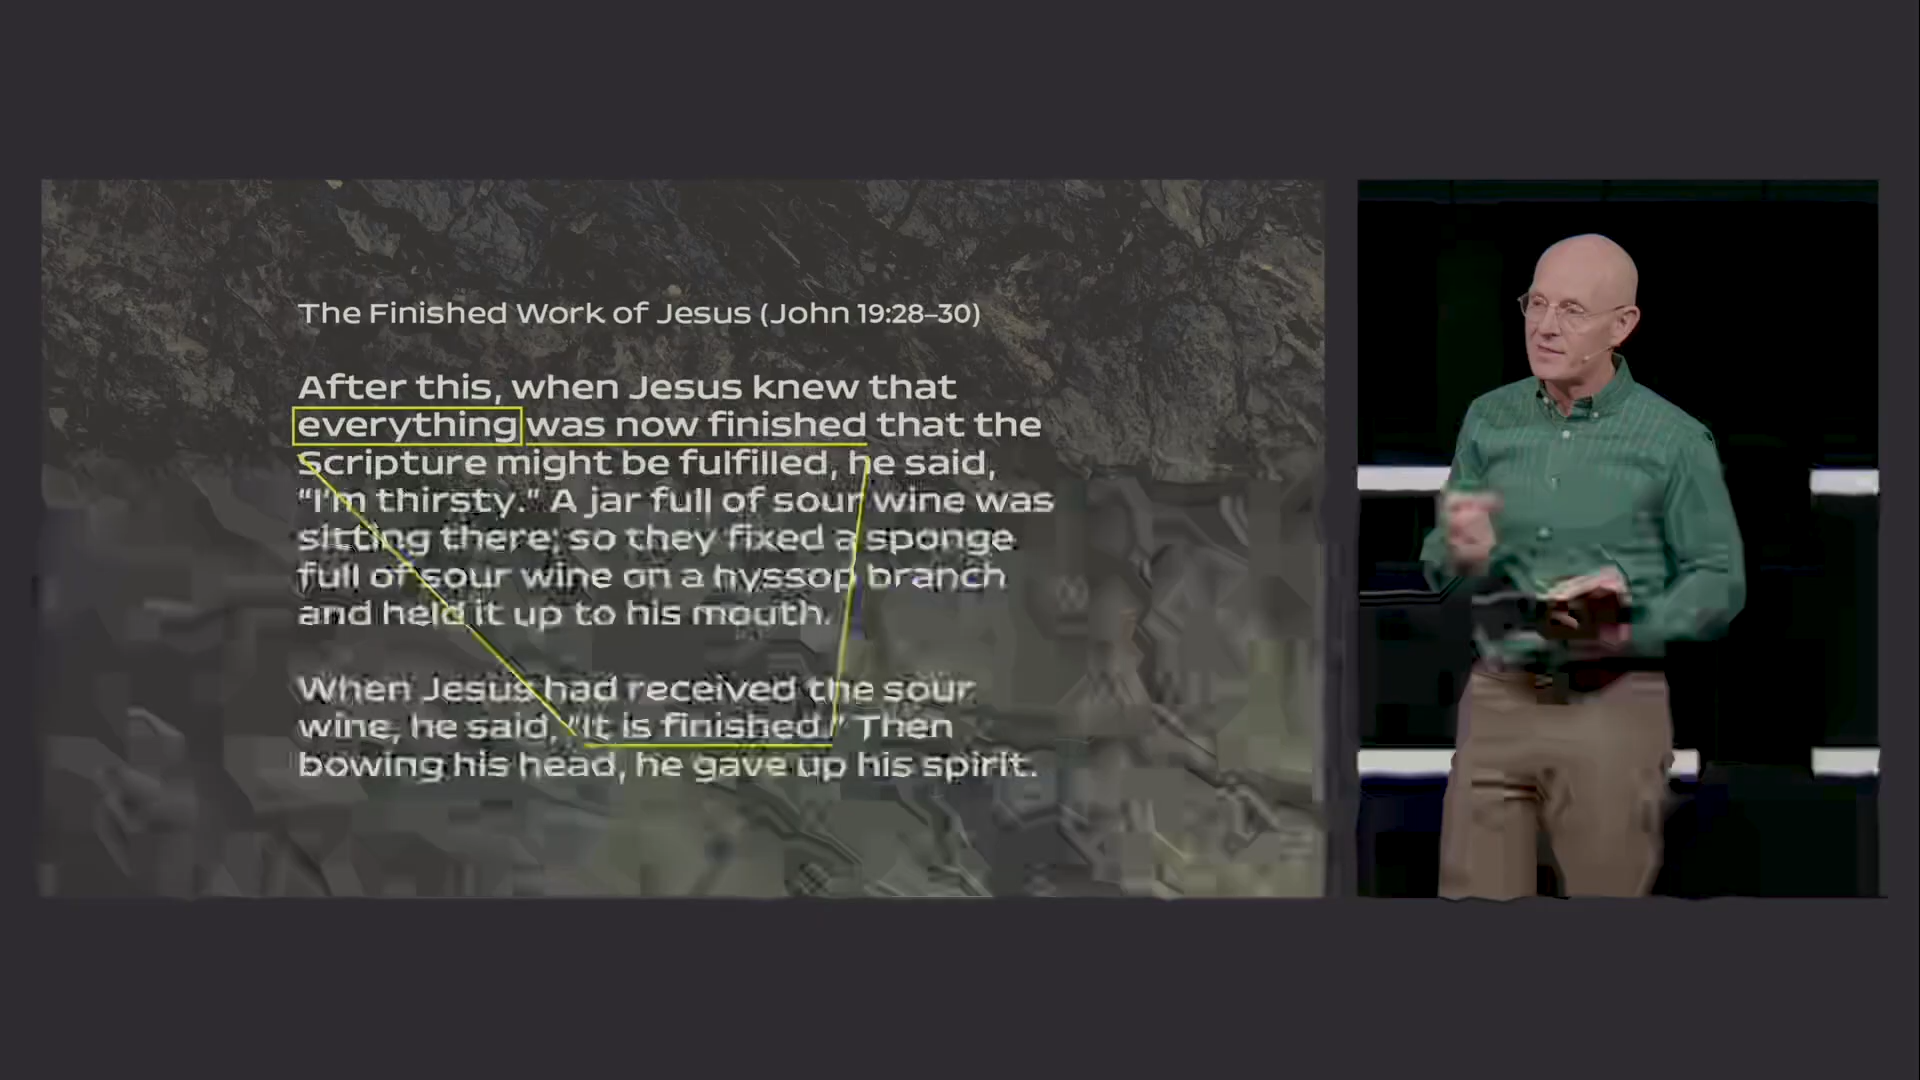 The Finished Work of Jesus (John 19:28–30)
After this, when Jesus knew that
everything was now finished that the
Scripture might be fulfilled, he said,
“I’m thirsty.” A jar full of sour wine was
sitting there; so they fixed a sponge
full of sour wine on a hyssop branch
and held it up to his mouth.
When Jesus had received the sour
wine, he said, “It is finished.” Then
bowing his head, he gave up his spirit.